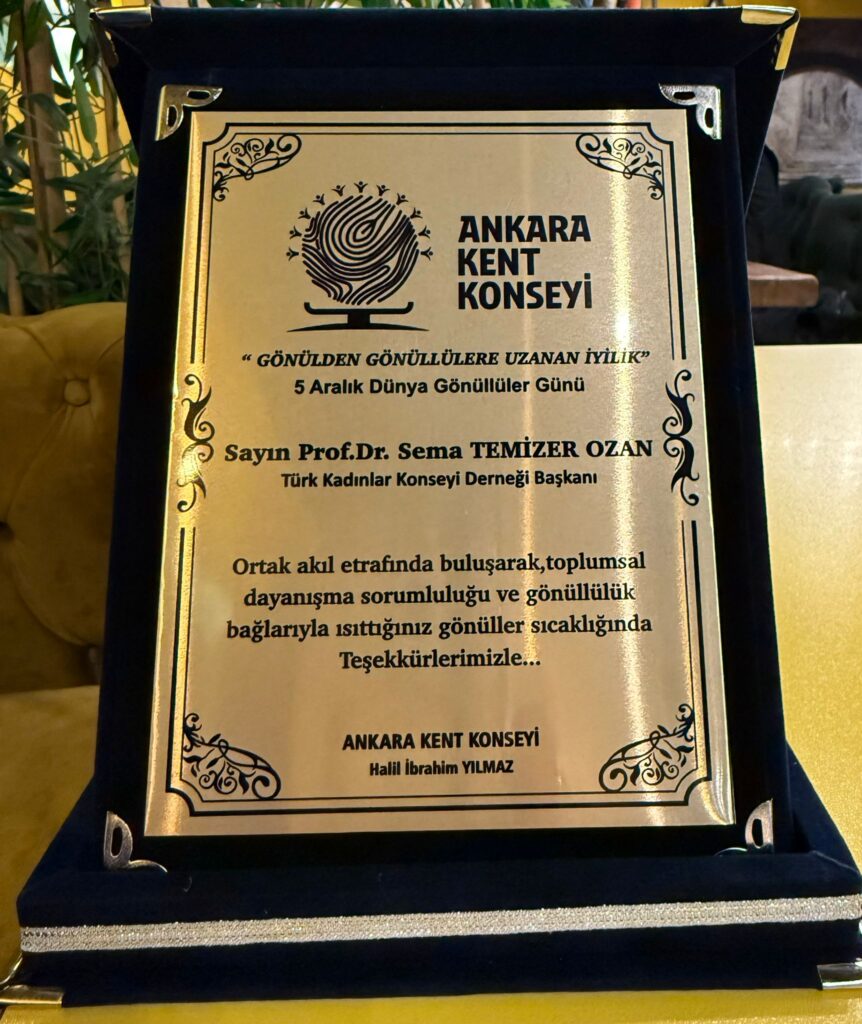 ANKARA
KENT
KONSEYİ
“ GÖNÜLDEN GÖNÜLLÜLERE UZANAN İYİLİK”
5 Aralık Dünya Gönüllüler Günü
Sayın Prof.Dr. Sema TEMİZER OZAN
Türk Kadınlar Konseyi Derneği Başkanı
Ortak akıl etrafında buluşarak,toplumsal
dayanışma sorumluluğu ve gönüllülük
bağlarıyla ısıttığınız gönüller sıcaklığında
Teşekkürlerimizle...
ANKARA KENT KONSEYİ
Halil İbrahim YILMAZ